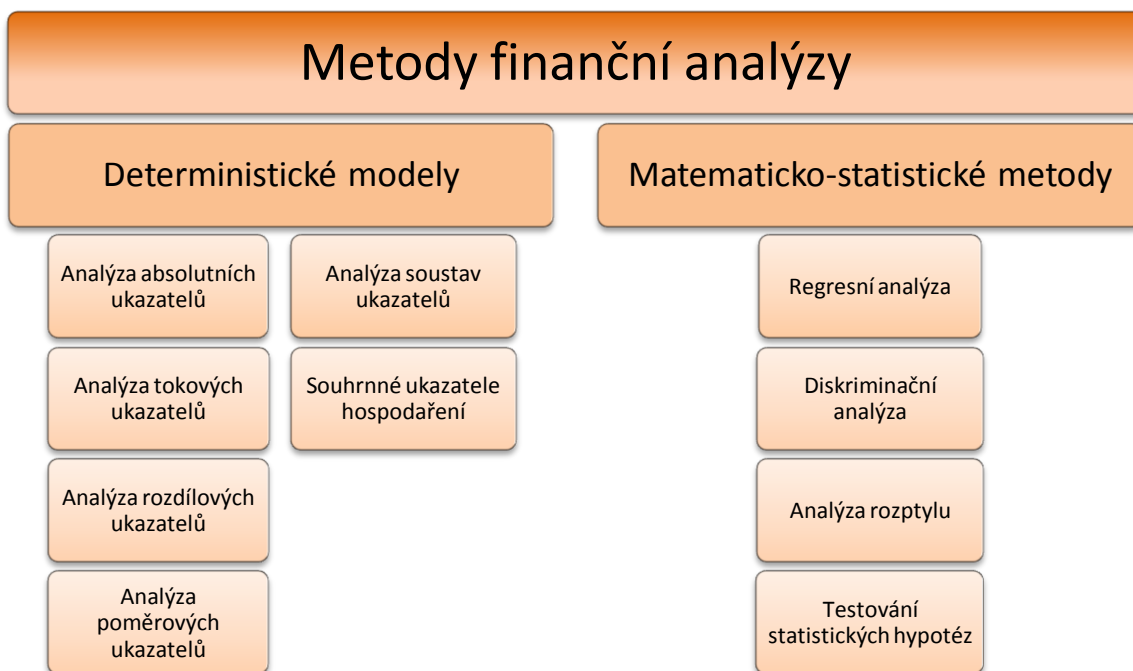 Metody finanční analýzy
Deterministické modely
Analýza absolutních
ukazatelů
Analýza tokových
ukazatelů
Analýza rozdílových
ukazatelů
Analýza
poměrových
ukazatelů
Analýza soustav
ukazatelů
Souhrnné ukazatele
hospodaření
Matematicko-statistické metody
Regresní analýza
Diskriminační
analýza
Analýza rozptylu
Testování
statistických hypotéz